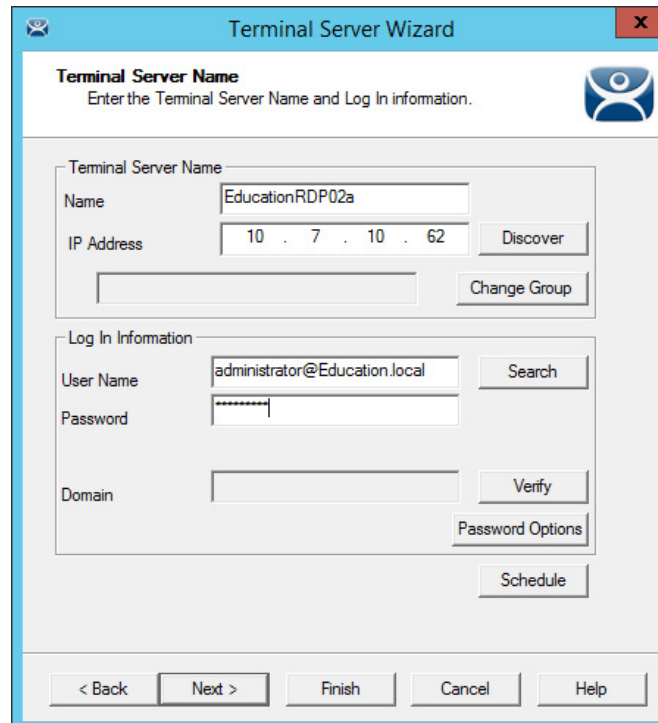 Terminal Server Wizard
x
Terminal Server Name
Enter the Terminal Server Name and Log In information.
Terminal Server Name
Name EducationRDP02a
IP Address 10 . 7 . 10 . 62 Discover
Change Group
Log In Information
User Name administrator@Education.local Search
Password *********
Domain Verify
Password Options
Schedule
< Back Next > Finish Cancel Help